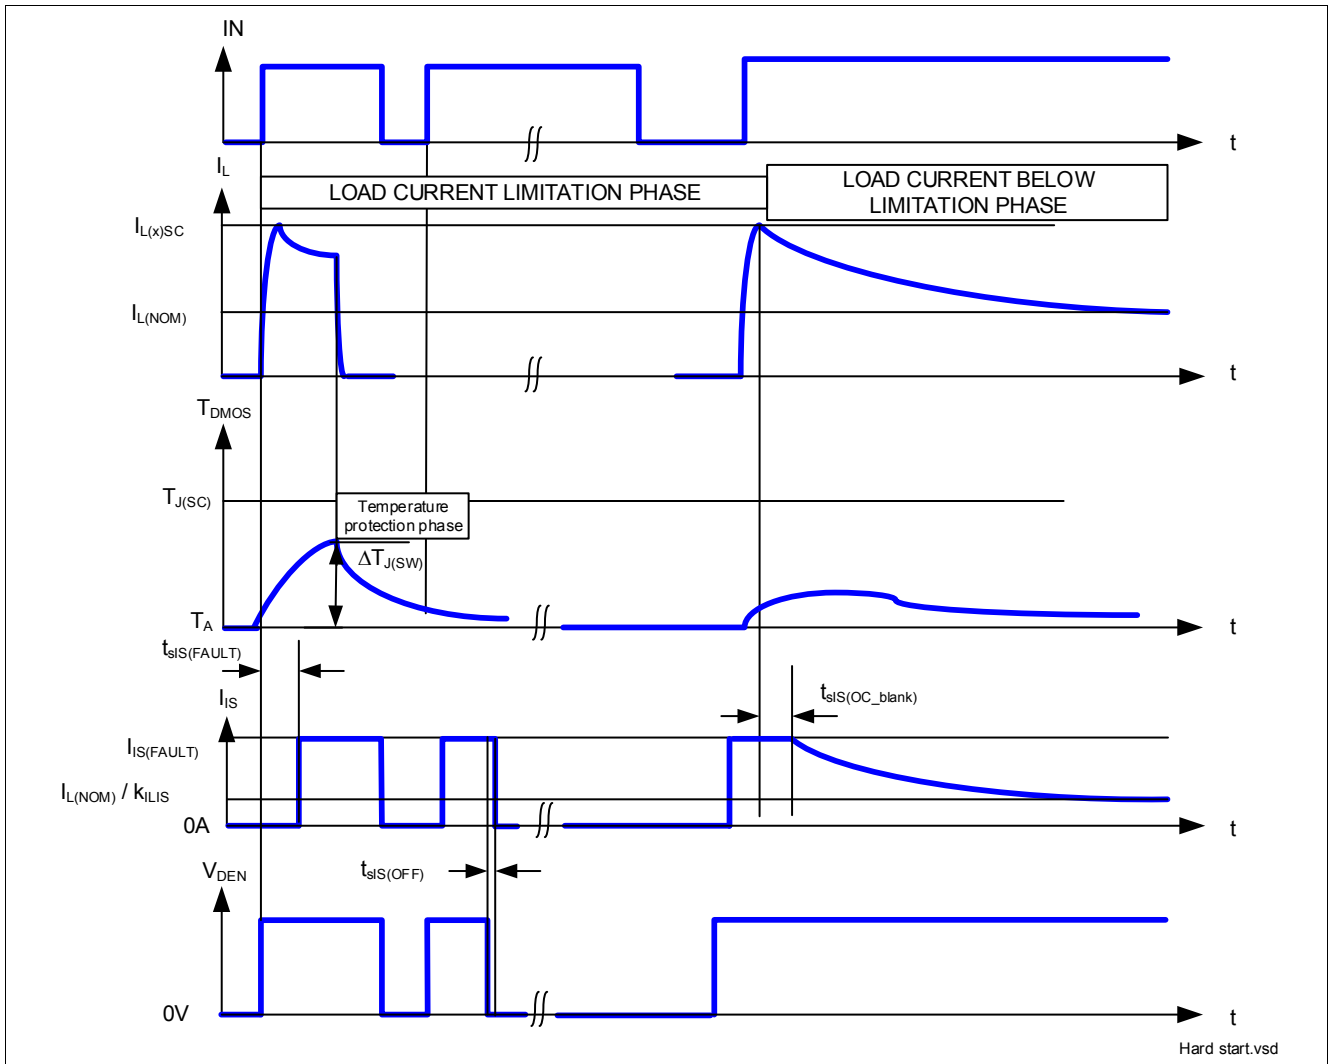 IN
t
I_L
LOAD CURRENT LIMITATION PHASE
LOAD CURRENT BELOW
LIMITATION PHASE
I_L(x)SC
I_L(NOM)
t
T_DMOS
T_J(SC)
Temperature
protection phase
ΔT_J(SW)
T_A
t
t_sIS(FAULT)
I_IS
t_sIS(OC_blank)
I_IS(FAULT)
I_L(NOM) / k_ILIS
0A
t
V_DEN
t_sIS(OFF)
0V
t
Hard start.vsd